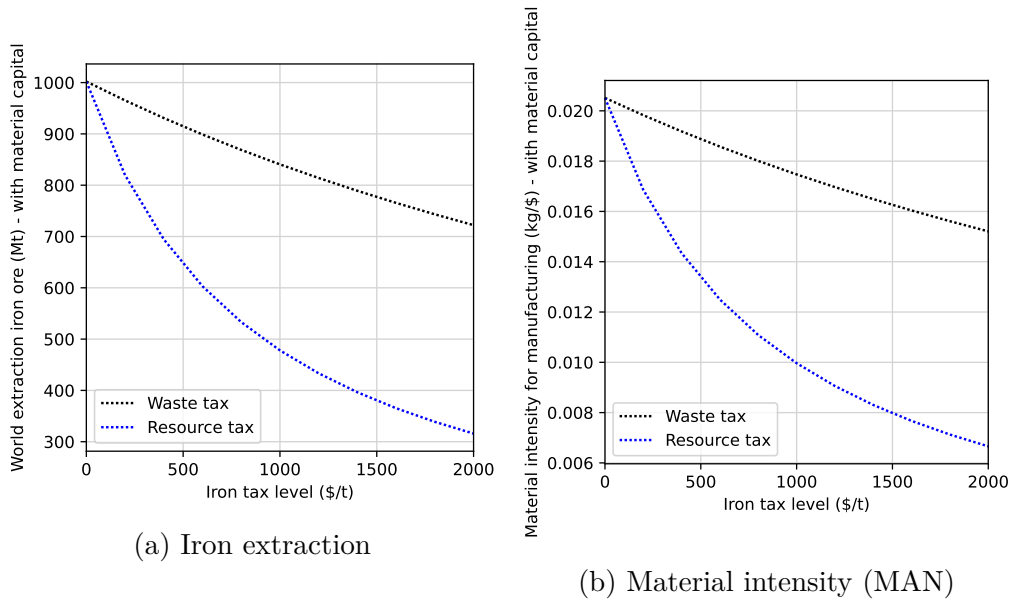 World extraction iron ore (Mt) - with material capital
1000
900
800
700
600
500
400
300
Waste tax
Resource tax
0
500
1000
1500
2000
Iron tax level ($/t)
(a) Iron extraction
Material intensity for manufacturing (kg/$) - with material capital
0.020
0.018
0.016
0.014
0.012
0.010
0.008
0.006
Waste tax
Resource tax
0
500
1000
1500
2000
Iron tax level ($/t)
(b) Material intensity (MAN)